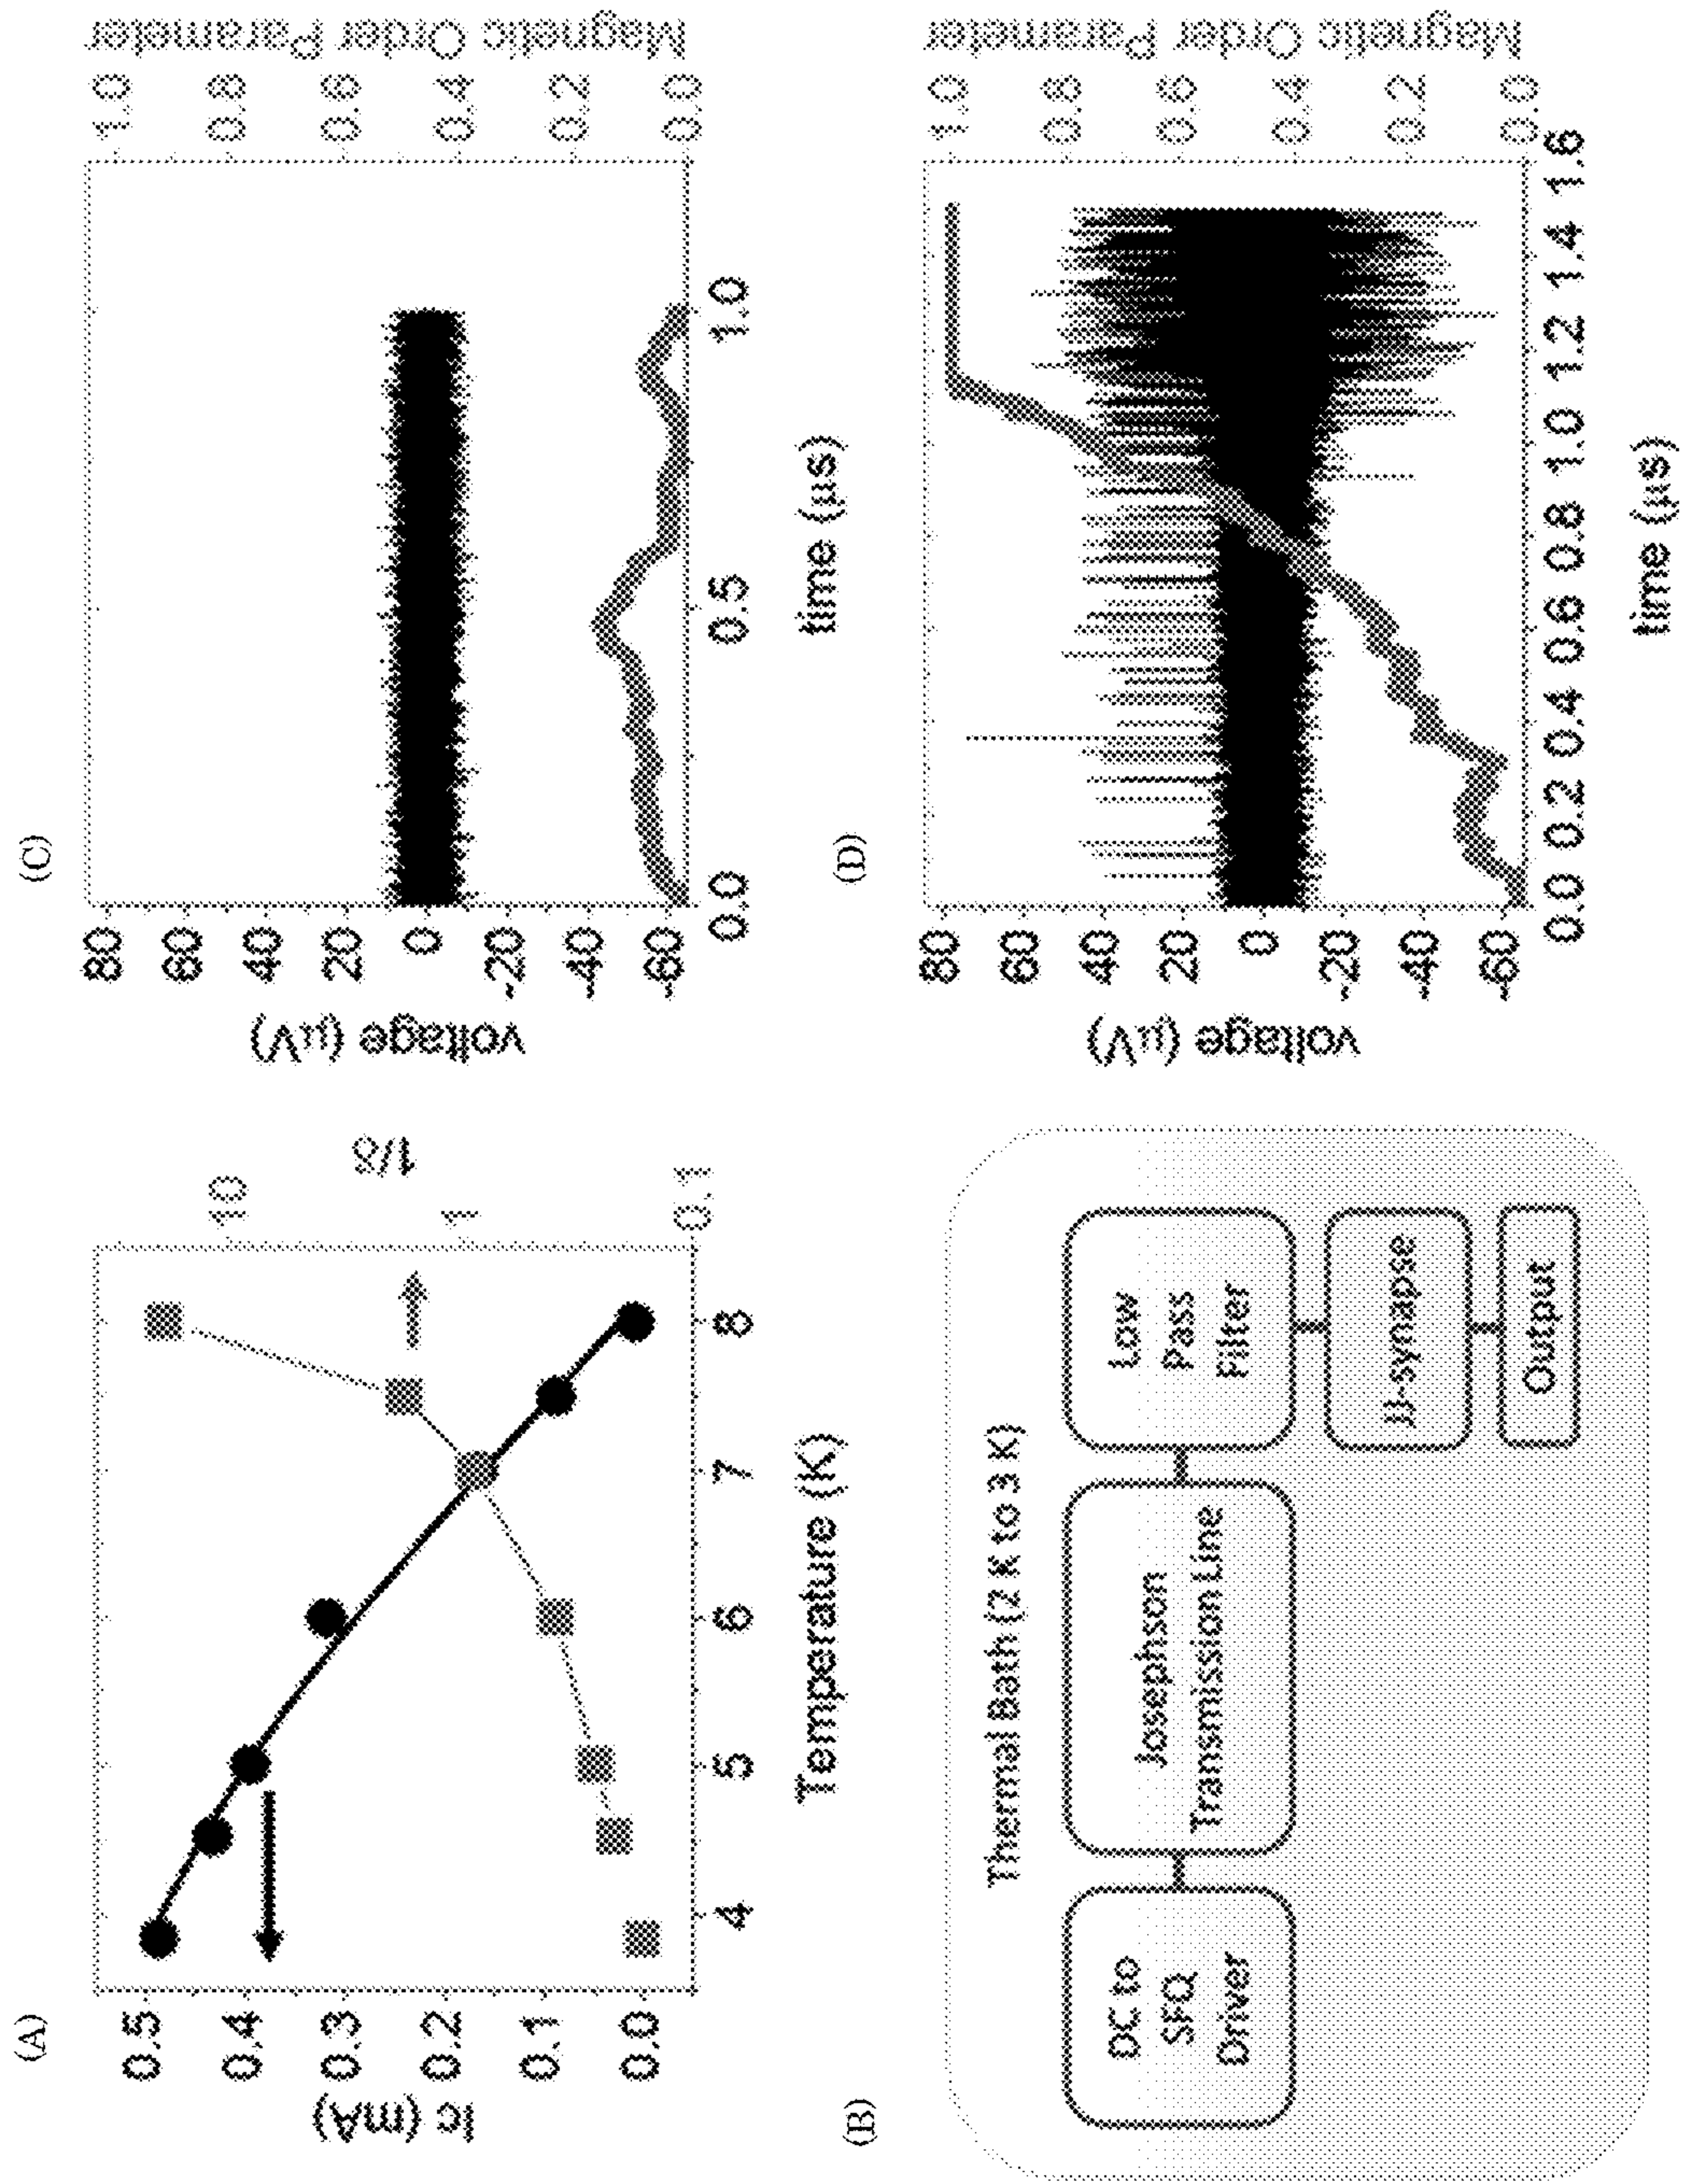 (A)
Ic (mA)
0.5
0.4
0.3
0.2
0.1
0.0
4 5 6 7 8
Temperature (K)
10
1
0.1
1/δ
(B)
Thermal Bath (2 K to 3 K)
DC to
SFQ
Driver
Josephson
Transmission Line
Low
Pass
Filter
JJ-synapse
Output
(C)
voltage (μV)
80
60
40
20
0
-20
-40
-60
0.0 0.5 1.0
time (μs)
1.0
0.8
0.6
0.4
0.2
0.0
Magnetic Order Parameter
(D)
voltage (μV)
80
60
40
20
0
-20
-40
-60
0.0 0.2 0.4 0.6 0.8 1.0 1.2 1.4 1.6
time (μs)
1.0
0.8
0.6
0.4
0.2
0.0
Magnetic Order Parameter